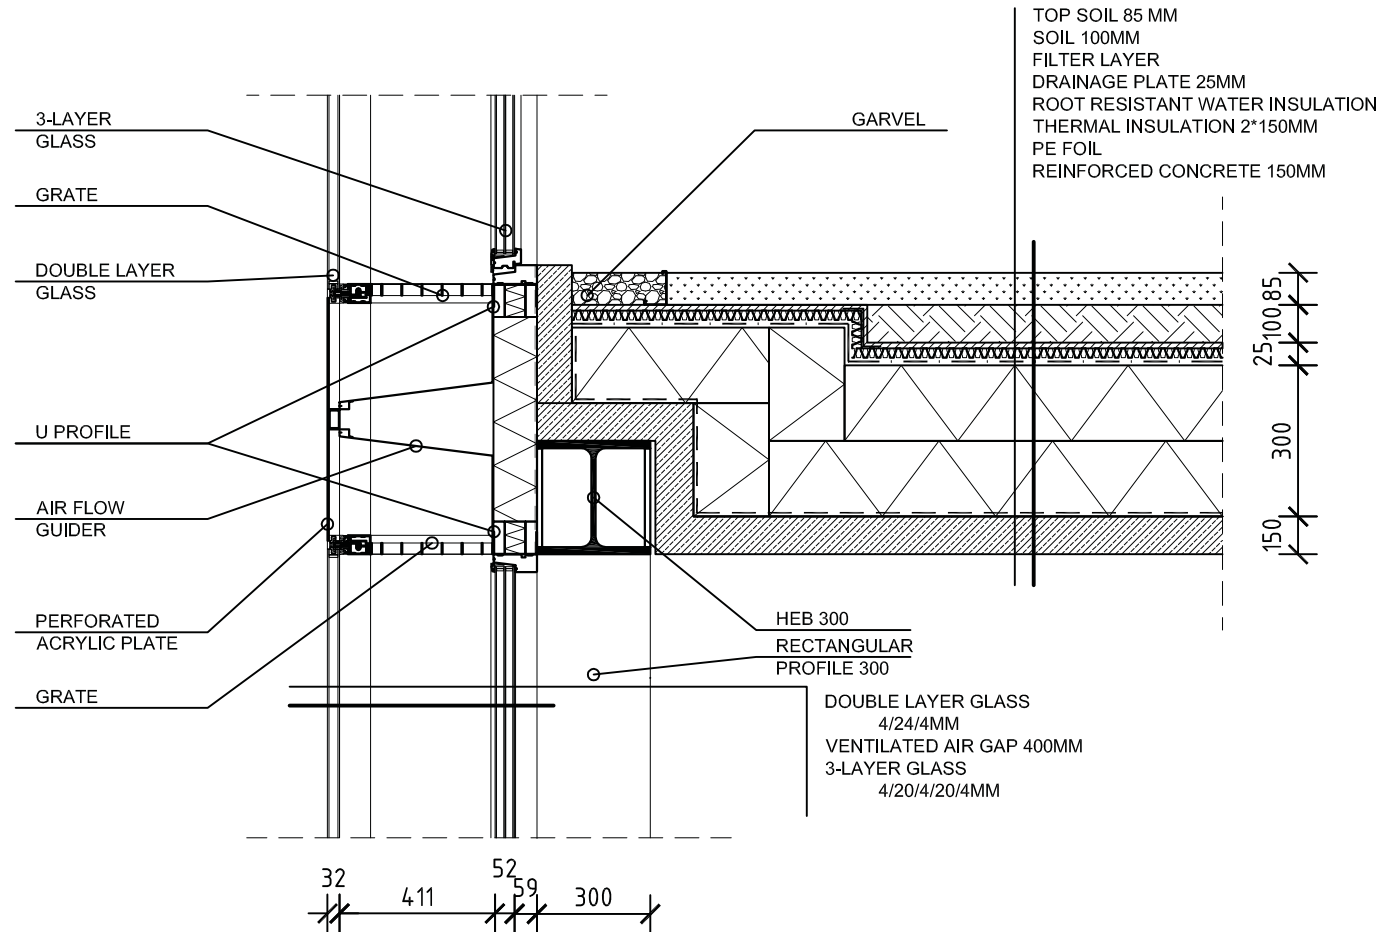 TOP SOIL 85 MM
SOIL 100MM
FILTER LAYER
DRAINAGE PLATE 25MM
ROOT RESISTANT WATER INSULATION
THERMAL INSULATION 2*150MM
PE FOIL
REINFORCED CONCRETE 150MM
3-LAYER
GLASS
GARVEL
GRATE
DOUBLE LAYER
GLASS
U PROFILE
AIR FLOW
GUIDER
PERFORATED
ACRYLIC PLATE
GRATE
HEB 300
RECTANGULAR
PROFILE 300
DOUBLE LAYER GLASS
4/24/4MM
VENTILATED AIR GAP 400MM
3-LAYER GLASS
4/20/4/20/4MM
85
100
25
300
150
32
411
52
59
300